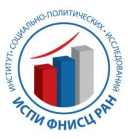 ИНСТИТУТ • СОЦИАЛЬНО-ПОЛИТИЧЕСКИХ • ИССЛЕДОВАНИЙ
ИСПИ ФНИСЦ РАН